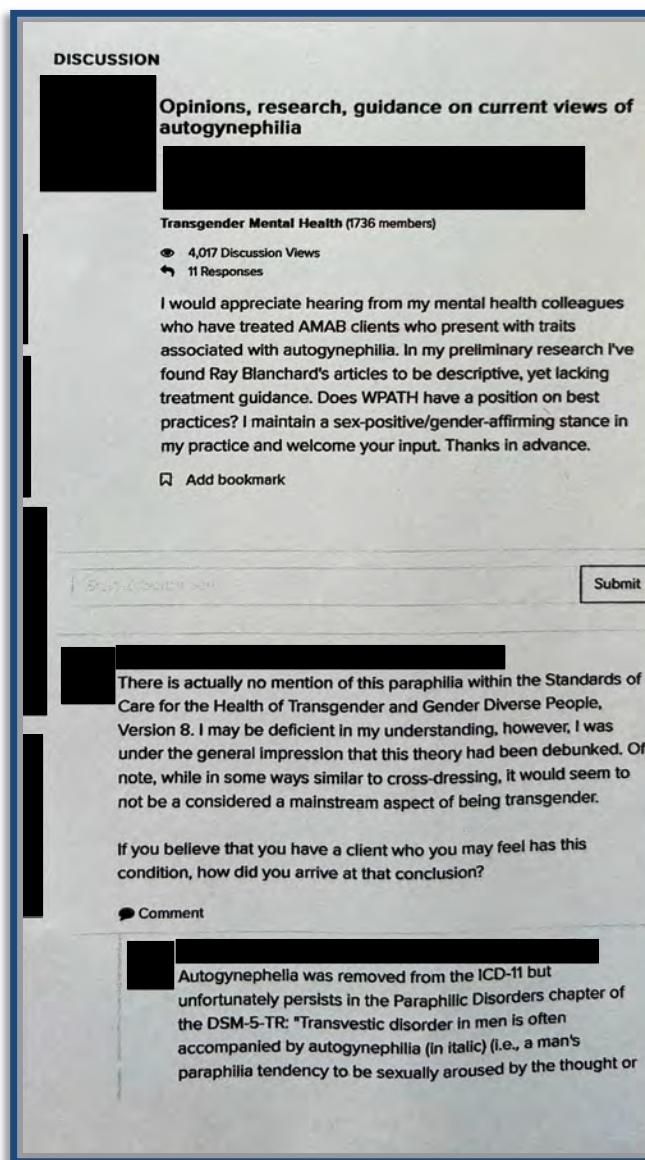 DISCUSSION
Opinions, research, guidance on current views of
autogynephilia
Transgender Mental Health (1736 members)
4,017 Discussion Views
11 Responses
I would appreciate hearing from my mental health colleagues
who have treated AMAB clients who present with traits
associated with autogynephilia. In my preliminary research I've
found Ray Blanchard's articles to be descriptive, yet lacking
treatment guidance. Does WPATH have a position on best
practices? I maintain a sex-positive/gender-affirming stance in
my practice and welcome your input. Thanks in advance.
Add bookmark
Submit
There is actually no mention of this paraphilia within the Standards of
Care for the Health of Transgender and Gender Diverse People,
Version 8. I may be deficient in my understanding, however, I was
under the general impression that this theory had been debunked. Of
note, while in some ways similar to cross-dressing, it would seem to
not be a considered a mainstream aspect of being transgender.
If you believe that you have a client who you may feel has this
condition, how did you arrive at that conclusion?
Comment
Autogynephelia was removed from the ICD-11 but
unfortunately persists in the Paraphilic Disorders chapter of
the DSM-5-TR: "Transvestic disorder in men is often
accompanied by autogynephilia (in italic) (i.e., a man's
paraphilia tendency to be sexually aroused by the thought or